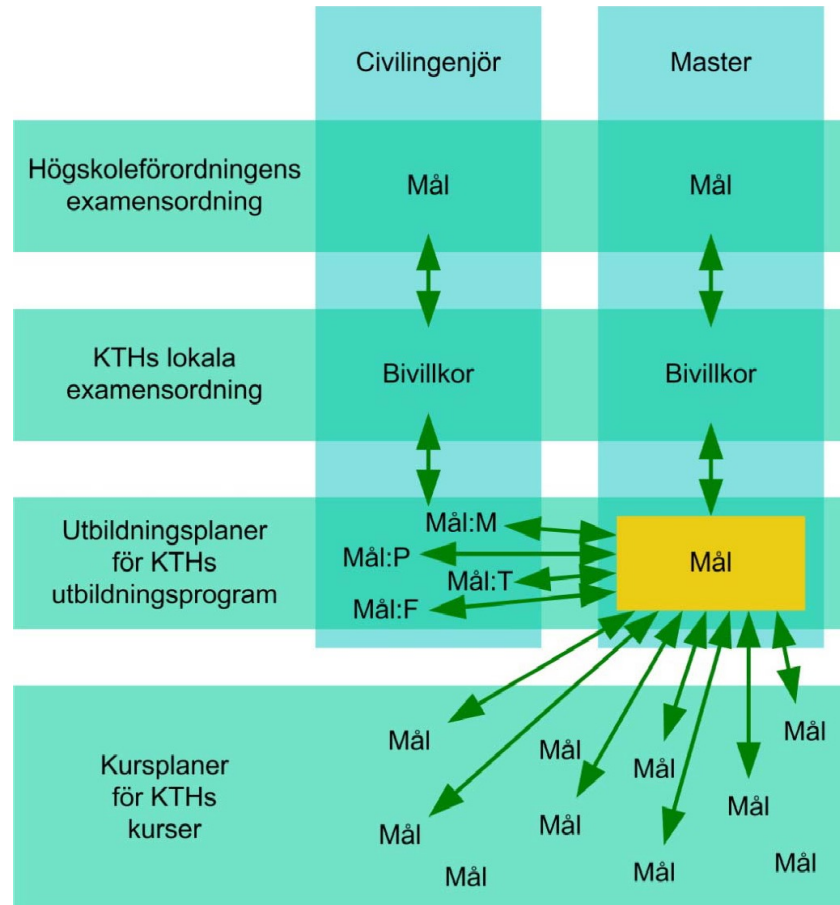 Civilingenjör
Master
Högskoleförordningens
examensordning
Mål
Mål
KTHs lokala
examensordning
Bivillkor
Bivillkor
Utbildningsplaner
för KTHs
utbildningsprogram
Mål:M
Mål:P
Mål:T
Mål:F
Mål
Kursplaner
för KTHs
kurser
Mål
Mål
Mål
Mål
Mål
Mål
Mål
Mål
Mål
Mål